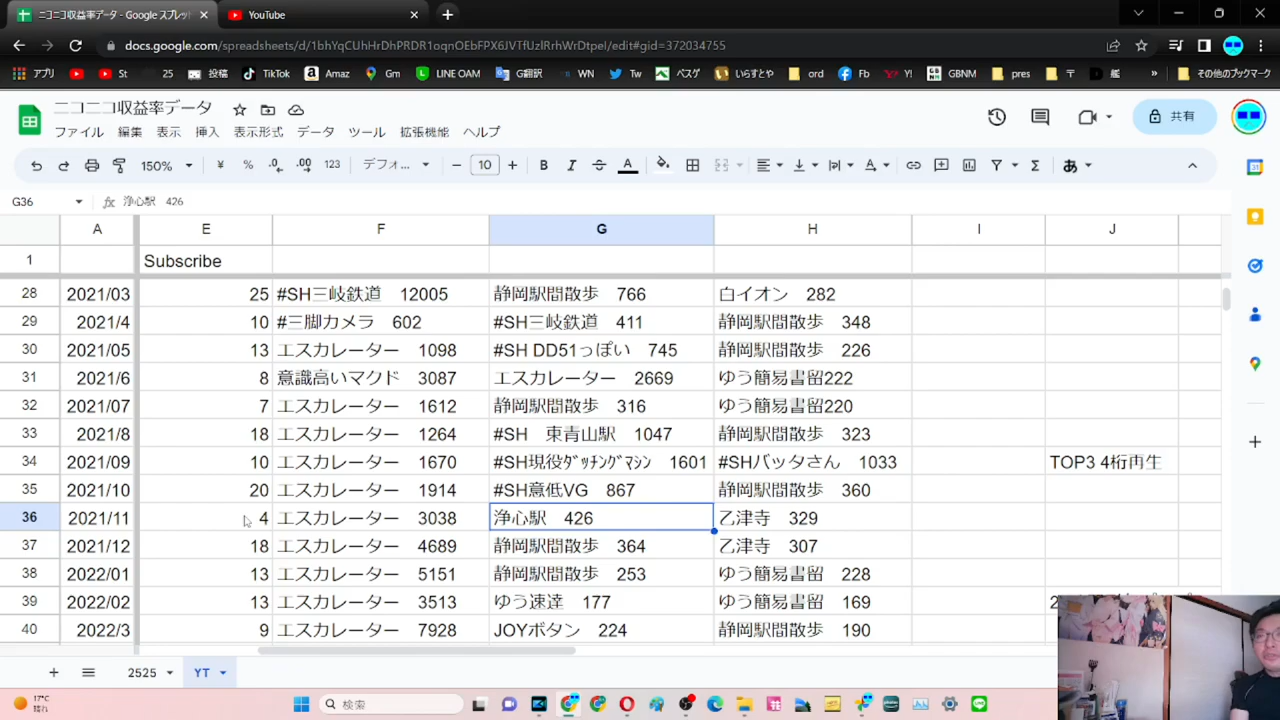 ニコニコ収益率データ - Google スプレッ
YouTube
docs.google.com/spreadsheets/d/1bhYqCUhHrDhPRDR1oqnOEbFPX6JVTfUzlRrhWrDtpeI/edit#gid=372034755
アプリ St 25 投稿 TikTok Amaz Gm LINE OAM G翻訳 WN Tw ペスゲ いらすとや ord Fb Y! GBNM pres 〒 艦 » その他のブックマーク
ニコニコ収益率データ
ファイル 編集 表示 挿入 表示形式 データ ツール 拡張機能 ヘルプ
共有
150% ¥ % .0 .00 123 デフォ... 10 B I A あ
G36 fx 浄心駅 426
A E F G H I J
1 Subscribe
28 2021/03 25 #SH三岐鉄道 12005 静岡駅間散歩 766 白イオン 282
29 2021/4 10 #三脚カメラ 602 #SH三岐鉄道 411 静岡駅間散歩 348
30 2021/05 13 エスカレーター 1098 #SH DD51っぽい 745 静岡駅間散歩 226
31 2021/6 8 意識高いマクド 3087 エスカレーター 2669 ゆう簡易書留222
32 2021/07 7 エスカレーター 1612 静岡駅間散歩 316 ゆう簡易書留220
33 2021/8 18 エスカレーター 1264 #SH 東青山駅 1047 静岡駅間散歩 323
34 2021/09 10 エスカレーター 1670 #SH現役ﾀﾞｯﾁﾝｸﾞﾏｼﾝ 1601 #SHバッタさん 1033 TOP3 4桁再生
35 2021/10 20 エスカレーター 1914 #SH意低VG 867 静岡駅間散歩 360
36 2021/11 4 エスカレーター 3038 浄心駅 426 乙津寺 329
37 2021/12 18 エスカレーター 4689 静岡駅間散歩 364 乙津寺 307
38 2022/01 13 エスカレーター 5151 静岡駅間散歩 253 ゆう簡易書留 228
39 2022/02 13 エスカレーター 3513 ゆう速達 177 ゆう簡易書留 169
40 2022/3 9 エスカレーター 7928 JOYボタン 224 静岡駅間散歩 190
2525 YT
17℃
検索